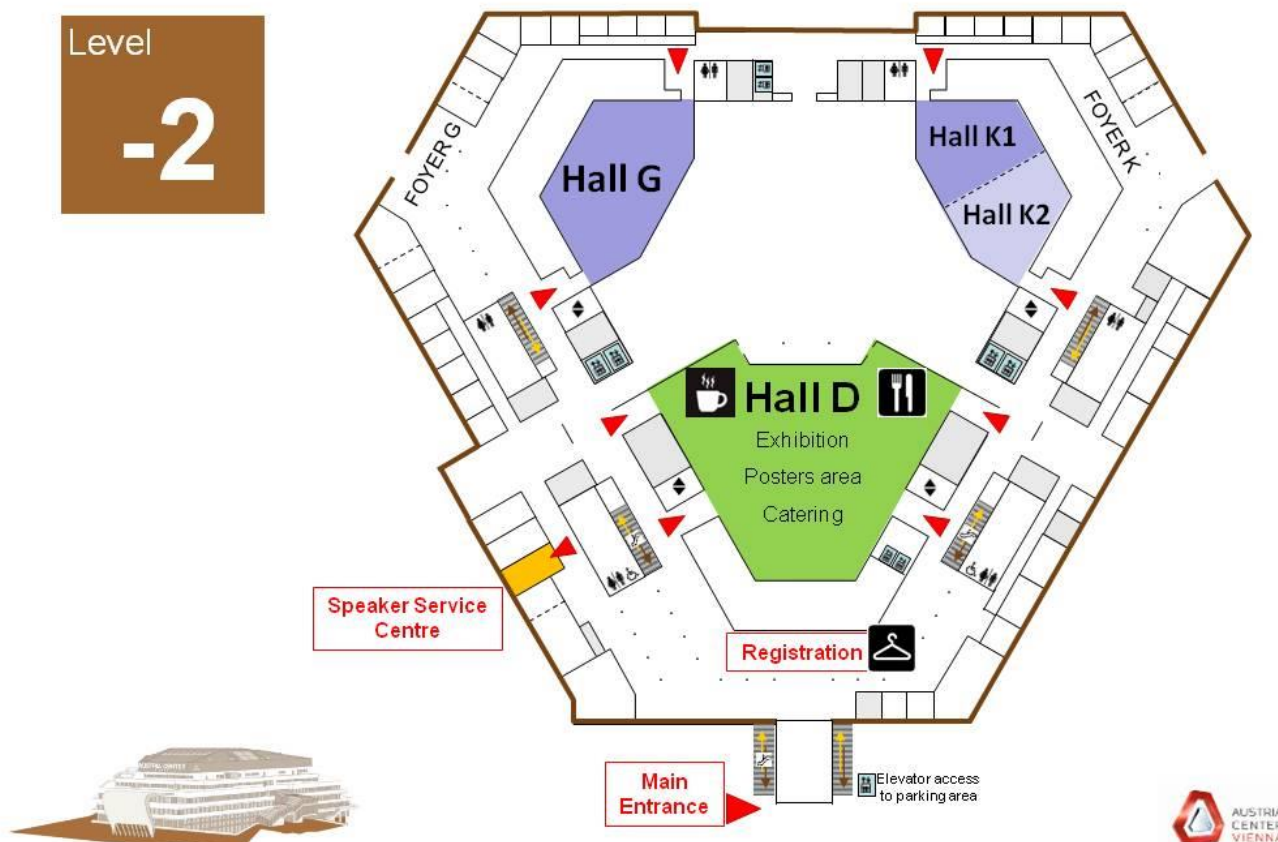 Level
-2
FOYER G
FOYER K
Hall G
Hall K1
Hall K2
Hall D
Exhibition
Posters area
Catering
Speaker Service
Centre
Registration
Main
Entrance
Elevator access
to parking area
AUSTRIA
CENTER
VIENNA